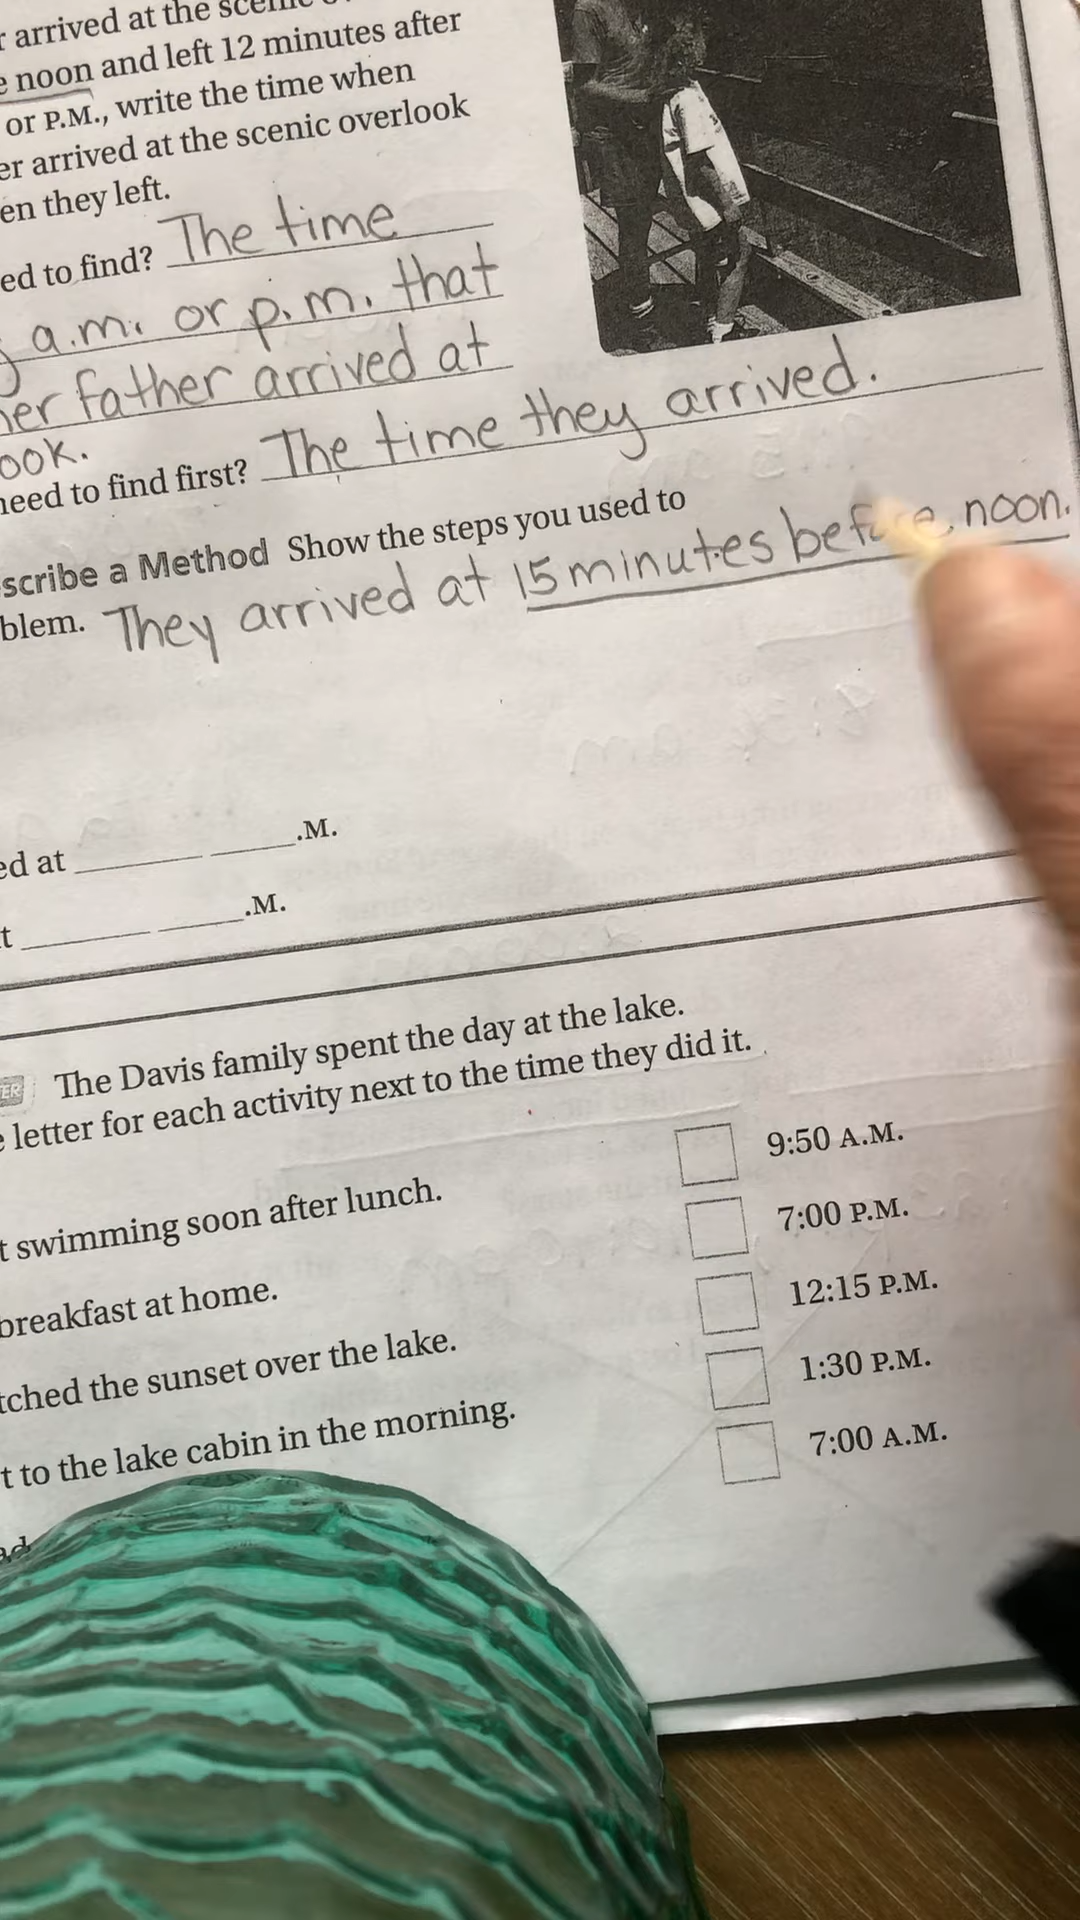 arrived at the scenic
noon and left 12 minutes after
or P.M., write the time when
er arrived at the scenic overlook
en they left.
ed to find? The time
a.m. or p.m. that
her father arrived at
ook.
need to find first? The time they arrived.
scribe a Method Show the steps you used to
blem. They arrived at 15 minutes before noon.
ed at .M.
t .M.
ER The Davis family spent the day at the lake.
letter for each activity next to the time they did it.
t swimming soon after lunch. 9:50 A.M.
breakfast at home. 7:00 P.M.
tched the sunset over the lake. 12:15 P.M.
t to the lake cabin in the morning. 1:30 P.M.
7:00 A.M.